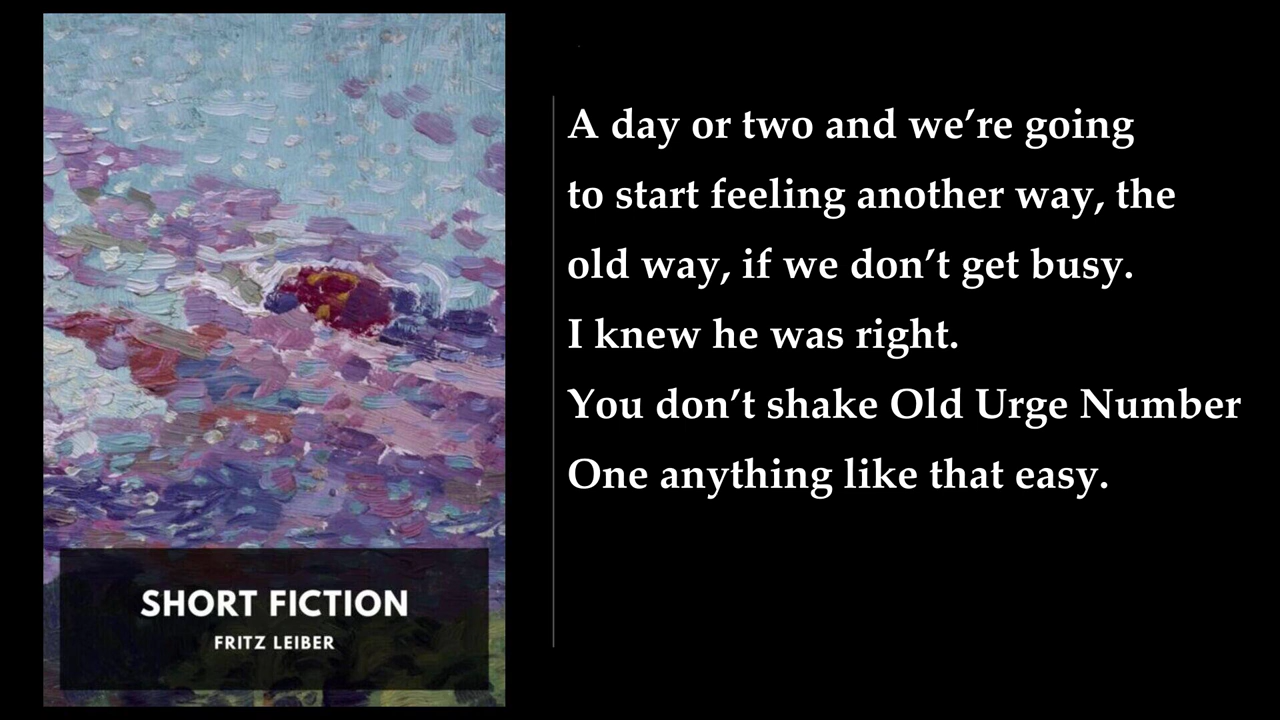 A day or two and we’re going
to start feeling another way, the
old way, if we don’t get busy.
I knew he was right.
You don’t shake Old Urge Number
One anything like that easy.
SHORT FICTION
FRITZ LEIBER